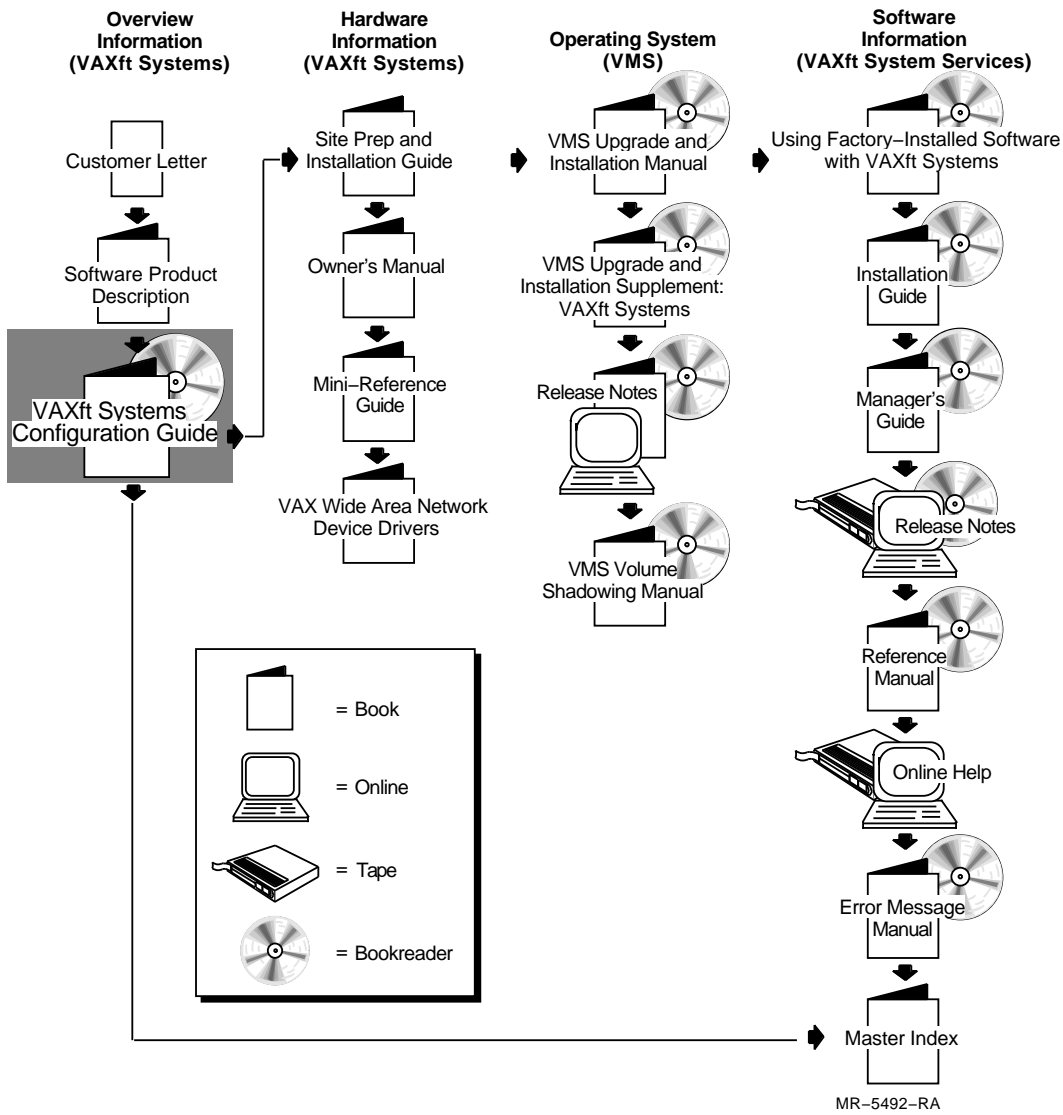 Overview
Information
(VAXft Systems)
Customer Letter
Software Product
Description
VAXft Systems
Configuration Guide
Hardware
Information
(VAXft Systems)
Site Prep and
Installation Guide
Owner's Manual
Mini–Reference
Guide
VAX Wide Area Network
Device Drivers
Operating System
(VMS)
VMS Upgrade and
Installation Manual
VMS Upgrade and
Installation Supplement:
VAXft Systems
Release Notes
VMS Volume
Shadowing Manual
Software
Information
(VAXft System Services)
Using Factory–Installed Software
with VAXft Systems
Installation
Guide
Manager's
Guide
Release Notes
Reference
Manual
Online Help
Error Message
Manual
Master Index
= Book
= Online
= Tape
= Bookreader
MR–5492–RA